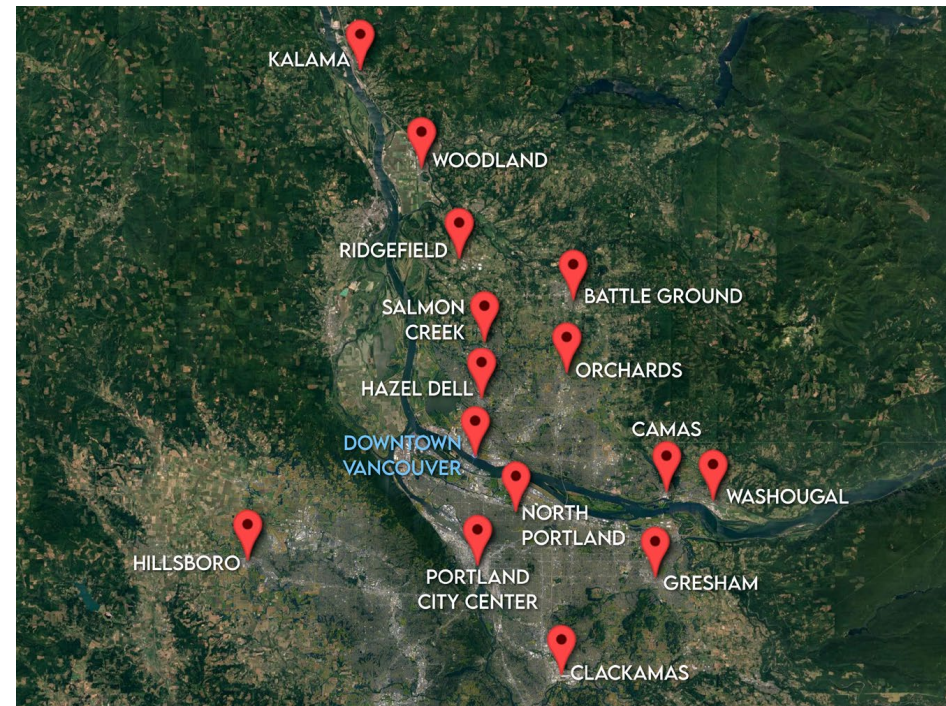 KALAMA
WOODLAND
RIDGEFIELD
BATTLE GROUND
SALMON
CREEK
ORCHARDS
HAZEL DELL
CAMAS
DOWNTOWN
VANCOUVER
WASHOUGAL
NORTH
PORTLAND
HILLSBORO
PORTLAND
CITY CENTER
GRESHAM
CLACKAMAS